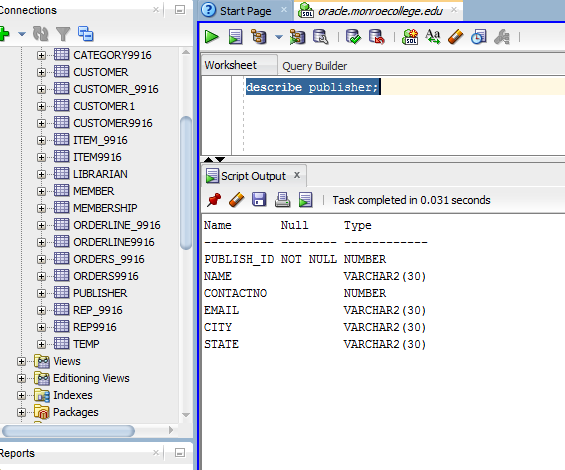 Connections
CATEGORY9916
CUSTOMER
CUSTOMER_9916
CUSTOMER1
CUSTOMER9916
ITEM_9916
ITEM9916
LIBRARIAN
MEMBER
MEMBERSHIP
ORDERLINE_9916
ORDERLINE9916
ORDERS_9916
ORDERS9916
PUBLISHER
REP_9916
REP9916
TEMP
Views
Editioning Views
Indexes
Packages
Reports
Start Page oracle.monroecollege.edu
Worksheet Query Builder
describe publisher;
Script Output x
Task completed in 0.031 seconds
Name Null Type
---------- -------- ------------
PUBLISH_ID NOT NULL NUMBER
NAME VARCHAR2(30)
CONTACTNO NUMBER
EMAIL VARCHAR2(30)
CITY VARCHAR2(30)
STATE VARCHAR2(30)